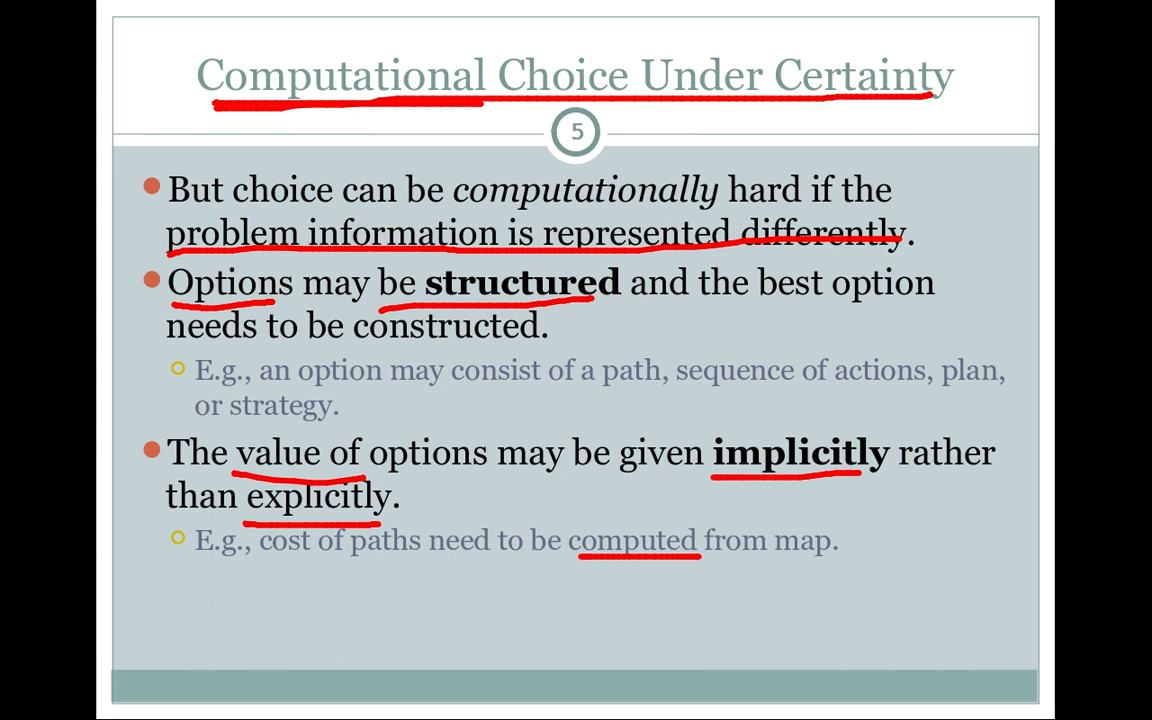 Computational Choice Under Certainty
5
But choice can be computationally hard if the
problem information is represented differently.
Options may be structured and the best option
needs to be constructed.
E.g., an option may consist of a path, sequence of actions, plan,
or strategy.
The value of options may be given implicitly rather
than explicitly.
E.g., cost of paths need to be computed from map.